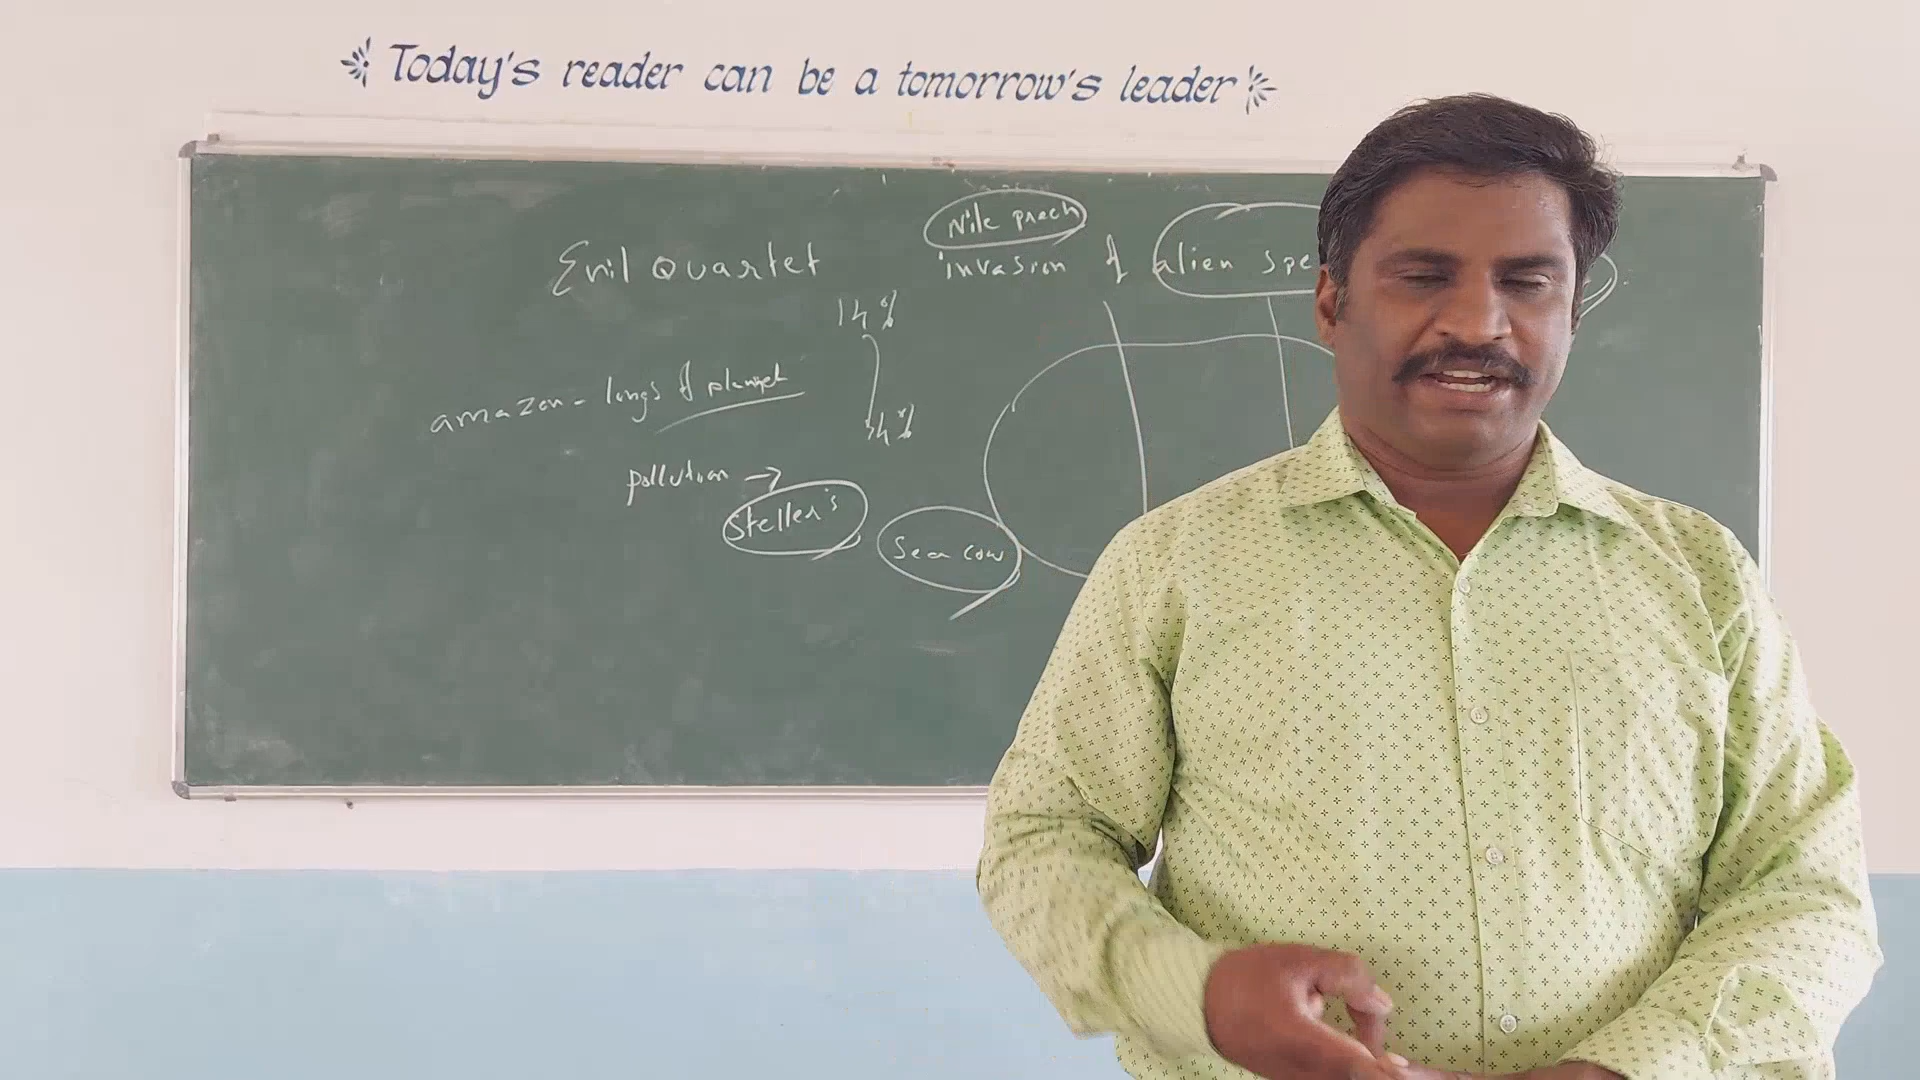 Today's reader can be a tomorrow's leader
Evil Quartet
14%
34%
amazon - lungs of planet
pollution →
Steller's
Sea cow
Nile prech
invasion of alien spe